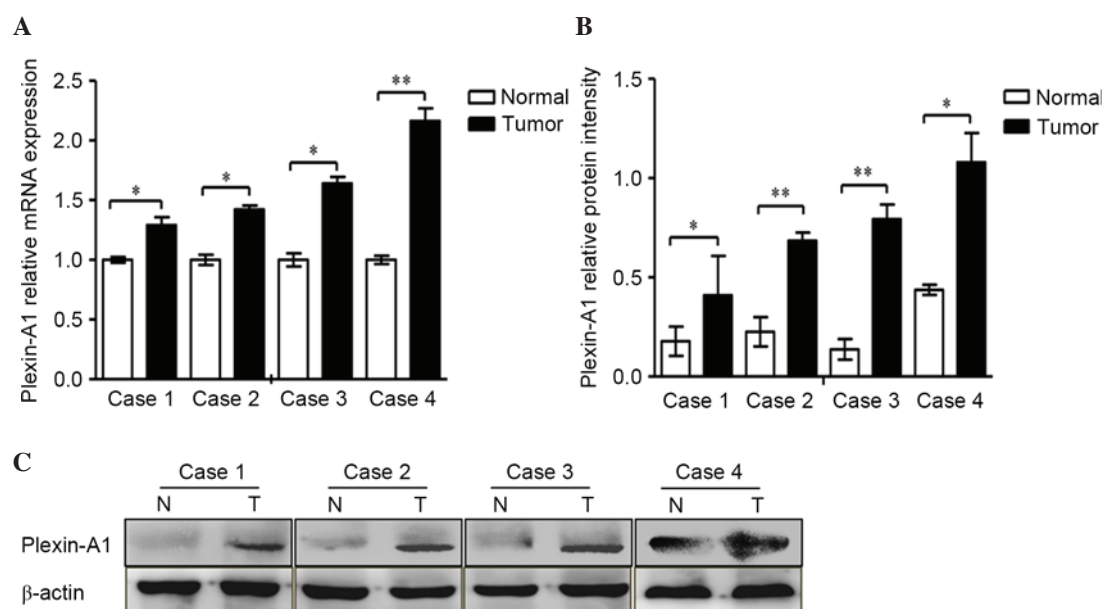 A
Plexin-A1 relative mRNA expression
2.5
2.0
1.5
1.0
0.5
0.0
*
*
*
**
Normal
Tumor
Case 1 Case 2 Case 3 Case 4
B
Plexin-A1 relative protein intensity
1.5
1.0
0.5
0.0
*
**
**
*
Normal
Tumor
Case 1 Case 2 Case 3 Case 4
C
Case 1 Case 2 Case 3 Case 4
N T N T N T N T
Plexin-A1
β-actin